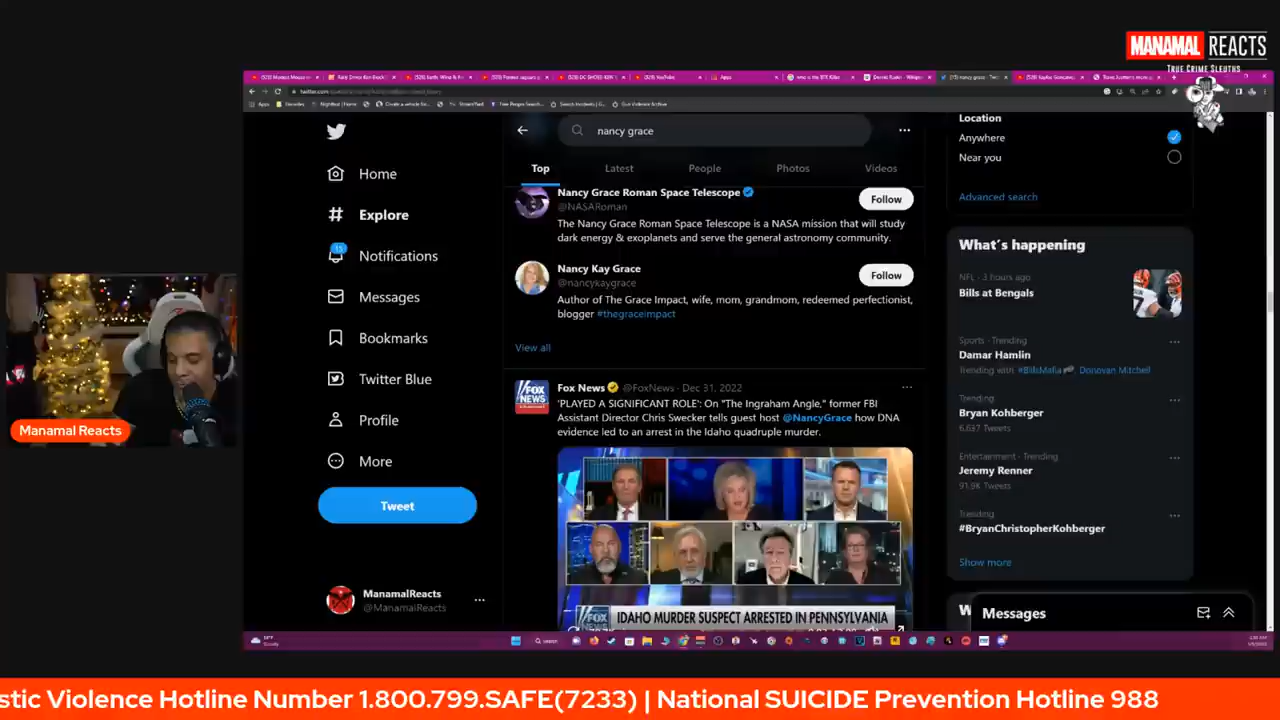 MANAMAL REACTS
TRUE CRIME SLEUTHS
nancy grace
Top
Latest
People
Photos
Videos
Home
Explore
15
Notifications
Messages
Bookmarks
Twitter Blue
Profile
More
Tweet
ManamalReacts
@ManamalReacts
Nancy Grace Roman Space Telescope
@NASARoman
Follow
The Nancy Grace Roman Space Telescope is a NASA mission that will study
dark energy & exoplanets and serve the general astronomy community.
Nancy Kay Grace
@nancykaygrace
Follow
Author of The Grace Impact, wife, mom, grandmom, redeemed perfectionist,
blogger #thegraceimpact
View all
Fox News @FoxNews · Dec 31, 2022
'PLAYED A SIGNIFICANT ROLE': On "The Ingraham Angle," former FBI
Assistant Director Chris Swecker tells guest host @NancyGrace how DNA
evidence led to an arrest in the Idaho quadruple murder.
FOX
NEWS
IDAHO MURDER SUSPECT ARRESTED IN PENNSYLVANIA
Location
Anywhere
Near you
Advanced search
What's happening
NFL · 3 hours ago
Bills at Bengals
Sports · Trending
Damar Hamlin
Trending with #BillsMafia Donovan Mitchell
Trending
Bryan Kohberger
6,637 Tweets
Entertainment · Trending
Jeremy Renner
91.9K Tweets
Trending
#BryanChristopherKohberger
Show more
W
Messages
Manamal Reacts
stic Violence Hotline Number 1.800.799.SAFE(7233) | National SUICIDE Prevention Hotline 988